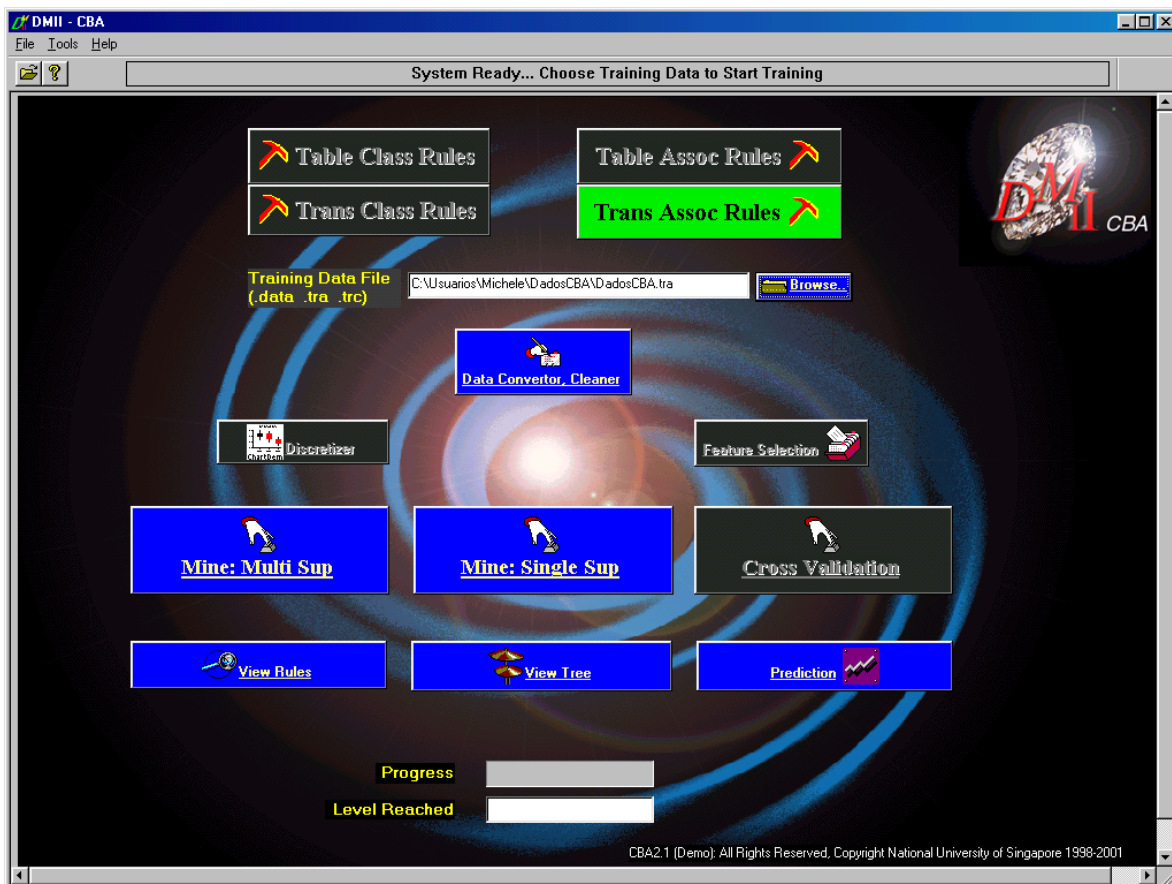 DMII - CBA
File Tools Help
System Ready... Choose Training Data to Start Training
Table Class Rules
Table Assoc Rules
Trans Class Rules
Trans Assoc Rules
DMII CBA
Training Data File
(.data .tra .trc)
C:\Usuarios\Michele\DadosCBA\DadosCBA.tra
Browse..
Data Convertor, Cleaner
Discretizer
Feature Selection
Mine: Multi Sup
Mine: Single Sup
Cross Validation
View Rules
View Tree
Prediction
Progress
Level Reached
CBA2.1 (Demo): All Rights Reserved, Copyright National University of Singapore 1998-2001